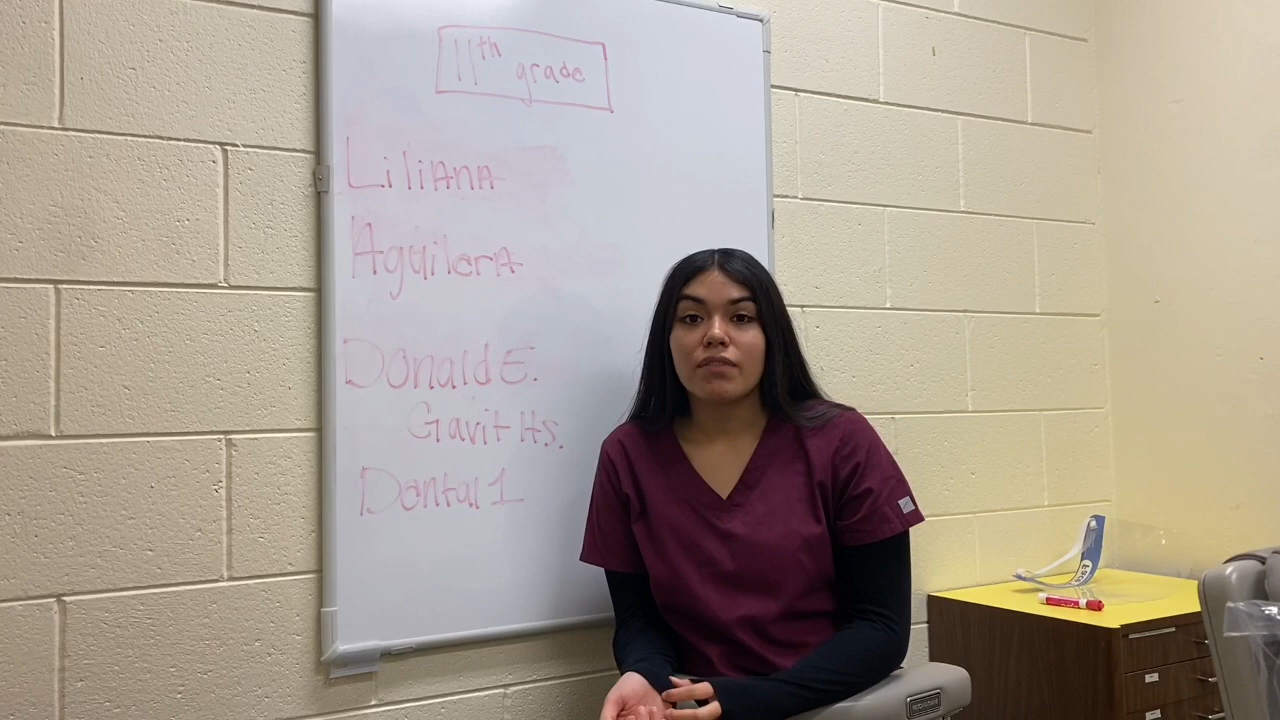 11th grade
LiliAnA
AguilerA
Donald E.
Gavit Hs.
Dental 1